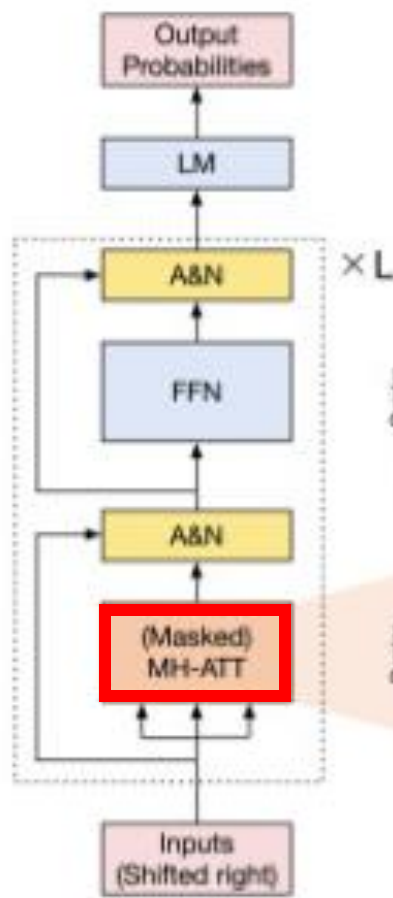 Output
Probabilities
LM
A&N
× L
FFN
A&N
(Masked)
MH-ATT
Inputs
(Shifted right)